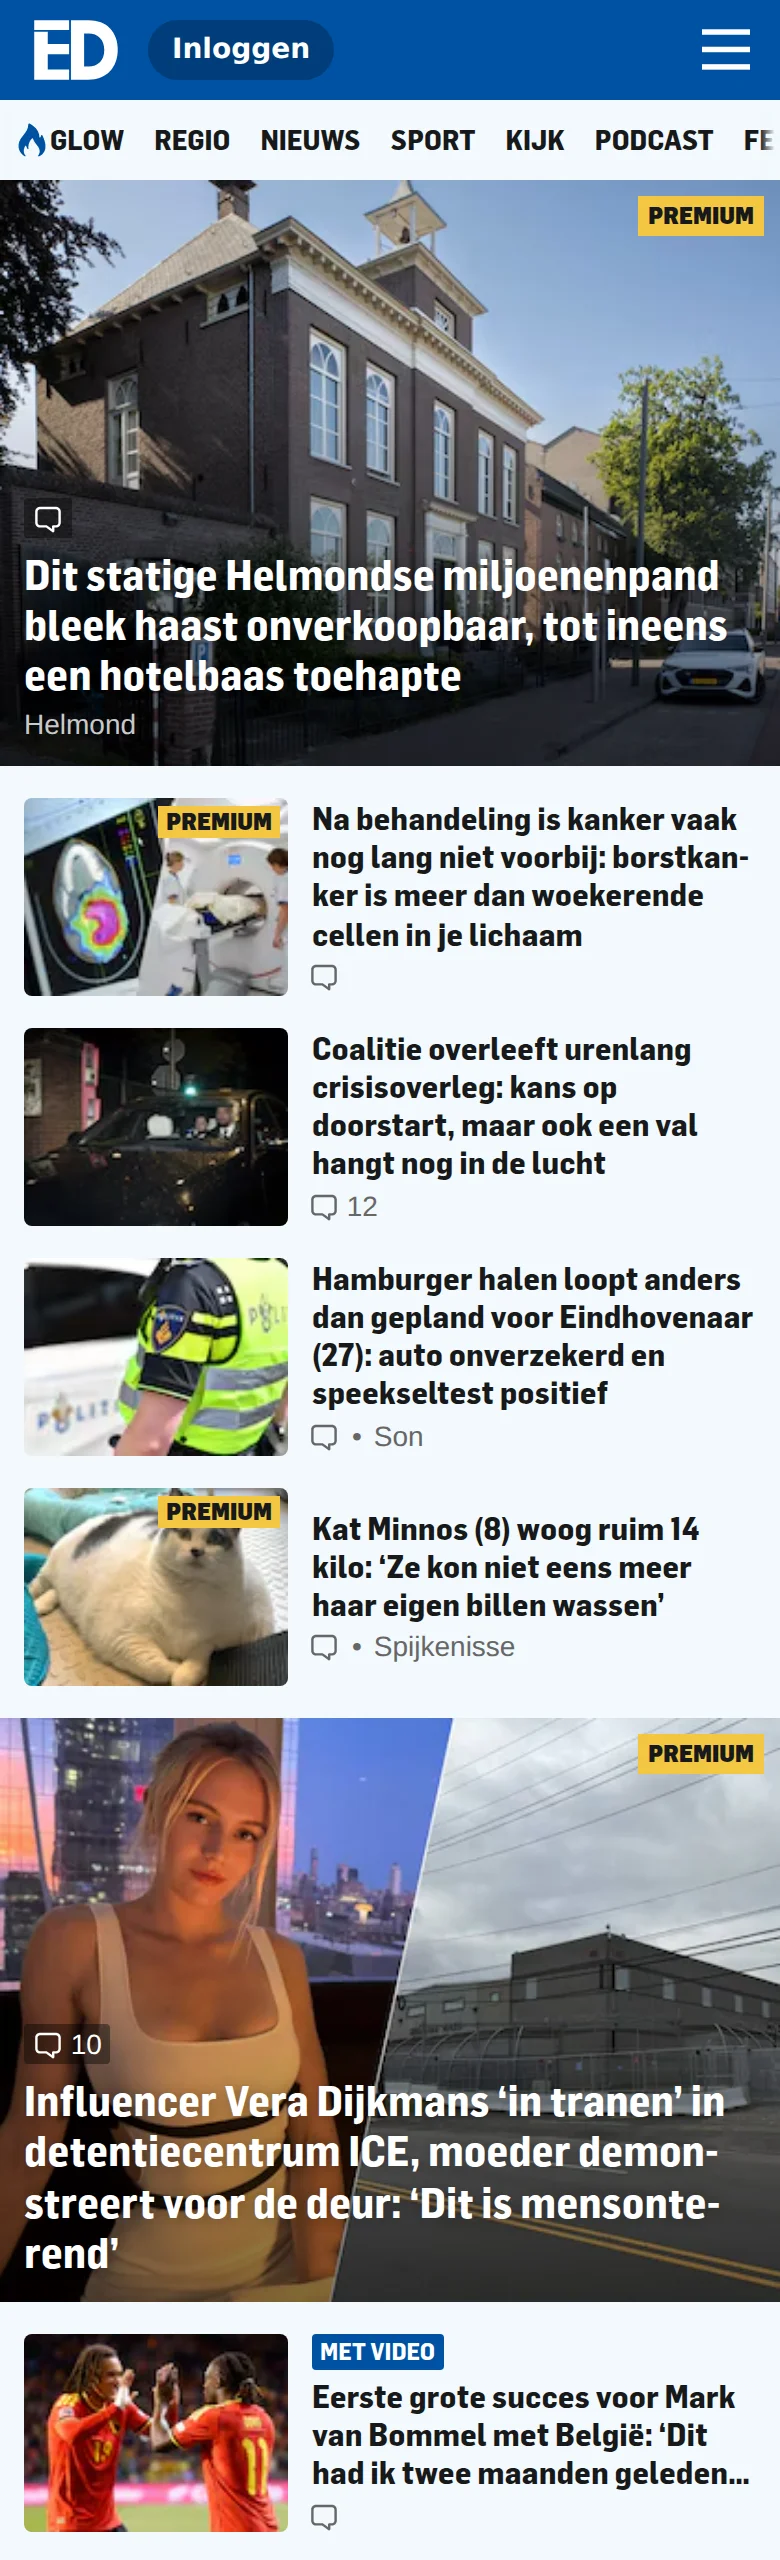 ED
Inloggen
GLOW REGIO NIEUWS SPORT KIJK PODCAST FE
PREMIUM
Dit statige Helmondse miljoenenpand
bleek haast onverkoopbaar, tot ineens
een hotelbaas toehapte
Helmond
PREMIUM
Na behandeling is kanker vaak
nog lang niet voorbij: borstkan-
ker is meer dan woekerende
cellen in je lichaam
Coalitie overleeft urenlang
crisisoverleg: kans op
doorstart, maar ook een val
hangt nog in de lucht
12
POLITI
POLI
Hamburger halen loopt anders
dan gepland voor Eindhovenaar
(27): auto onverzekerd en
speekseltest positief
• Son
PREMIUM
Kat Minnos (8) woog ruim 14
kilo: ‘Ze kon niet eens meer
haar eigen billen wassen’
• Spijkenisse
PREMIUM
10
Influencer Vera Dijkmans ‘in tranen’ in
detentiecentrum ICE, moeder demon-
streert voor de deur: ‘Dit is mensonte-
rend’
19
11
MET VIDEO
Eerste grote succes voor Mark
van Bommel met België: ‘Dit
had ik twee maanden geleden...